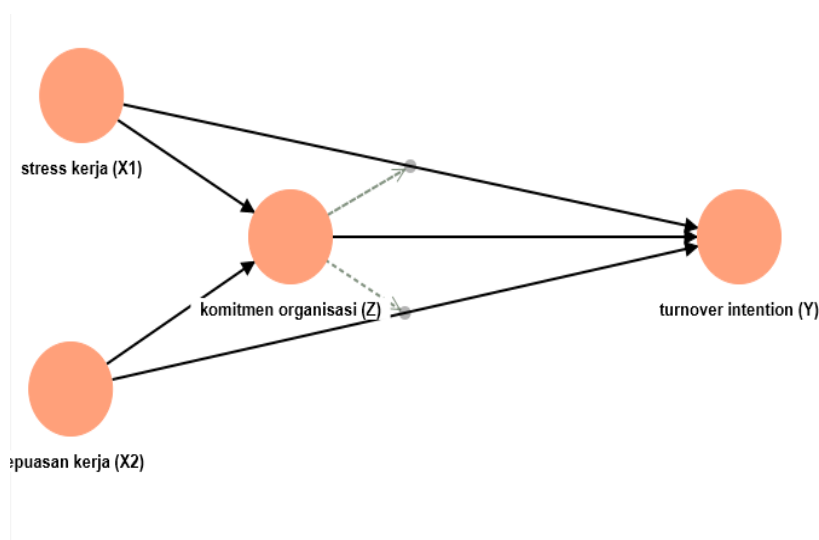 stress kerja (X1)
komitmen organisasi (Z)
turnover intention (Y)
epuasan kerja (X2)